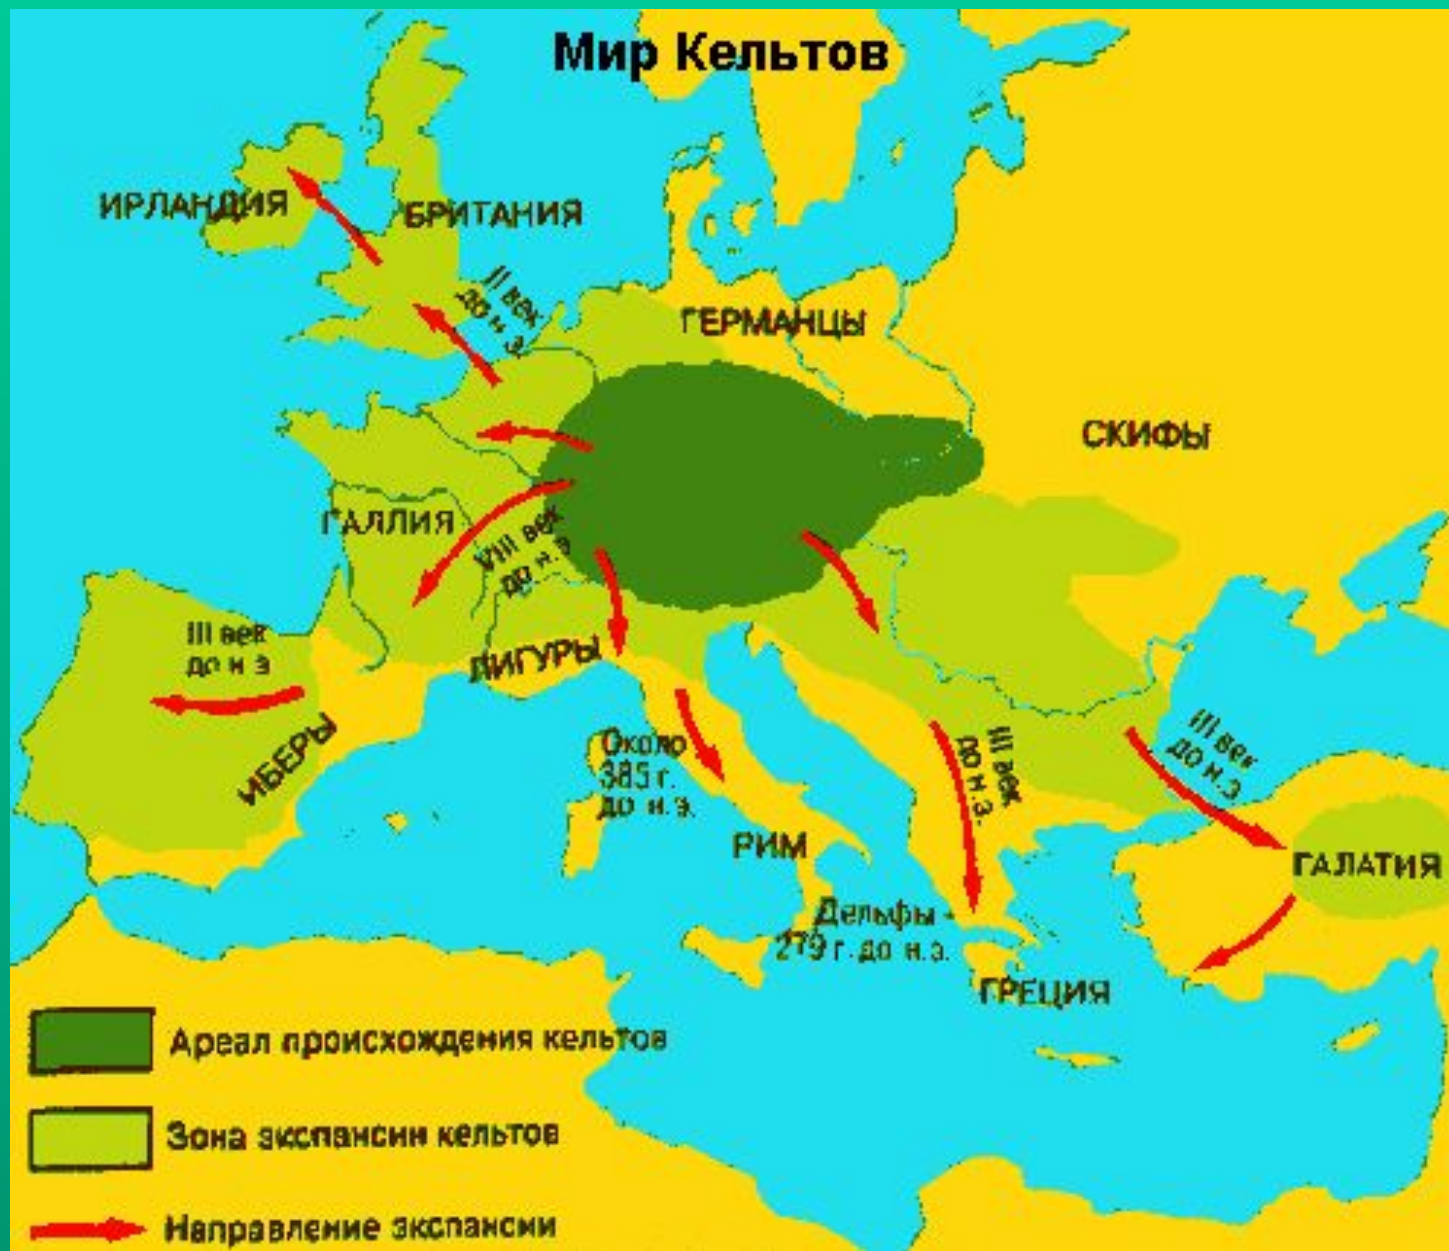 Мир Кельтов
ИРЛАНДИЯ
БРИТАНИЯ
II век
до н.э.
ГЕРМАНЦЫ
СКИФЫ
ГАЛЛИЯ
VIII век
до н.э.
III век
до н э
ЛИГУРЫ
ИБЕРЫ
Около
385 г.
до н.э.
III век
до н.э.
III век
до н.э.
РИМ
ГАЛАТИЯ
Дельфы -
279 г. до н.э.
ГРЕЦИЯ
Ареал происхождения кельтов
Зона экспансии кельтов
Направление экспансии